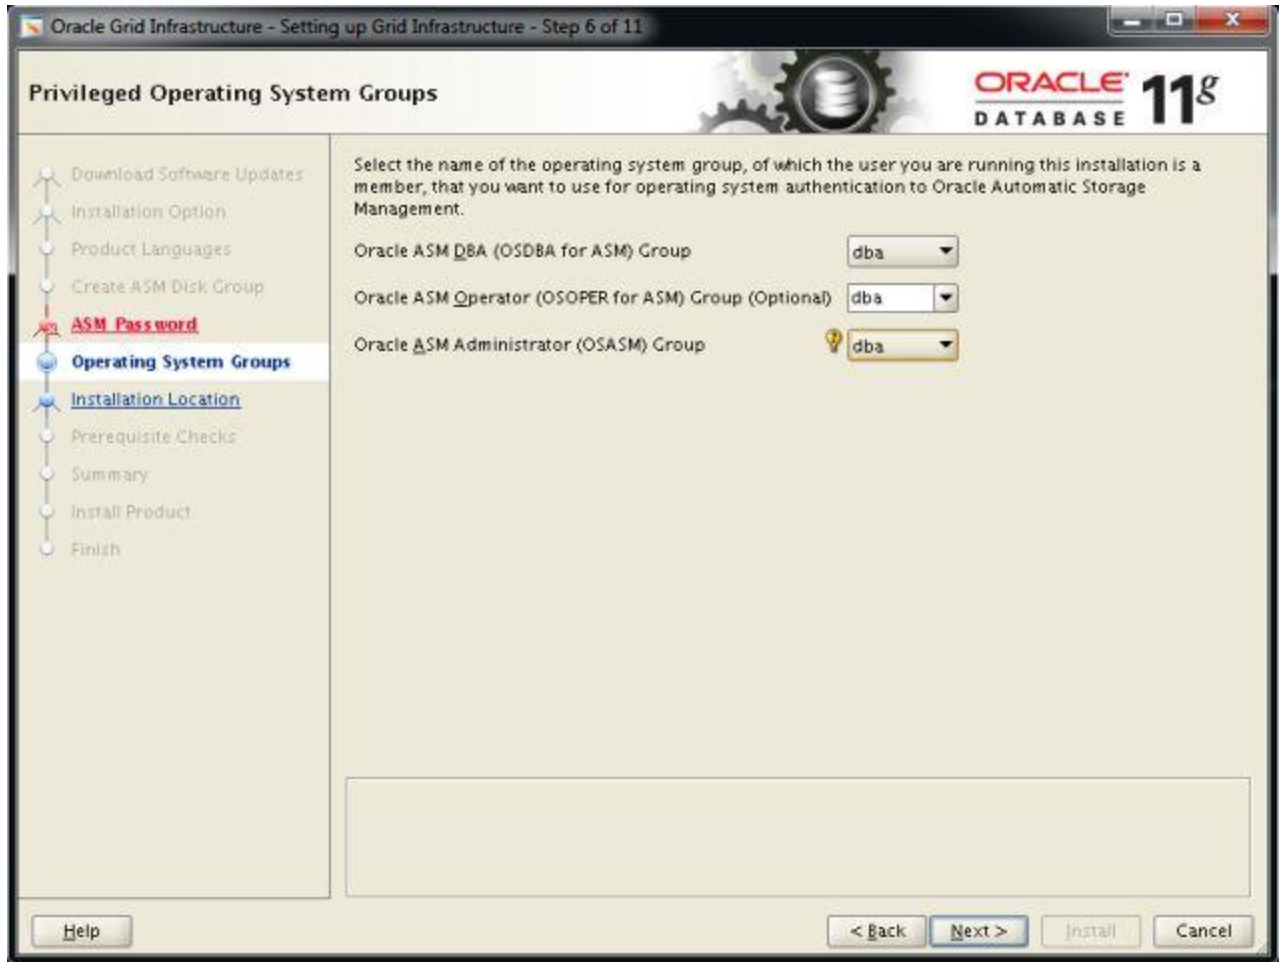 Oracle Grid Infrastructure - Setting up Grid Infrastructure - Step 6 of 11
Privileged Operating System Groups
ORACLE DATABASE 11g
Download Software Updates
Installation Option
Product Languages
Create ASM Disk Group
ASM Password
Operating System Groups
Installation Location
Prerequisite Checks
Summary
Install Product
Finish
Select the name of the operating system group, of which the user you are running this installation is a
member, that you want to use for operating system authentication to Oracle Automatic Storage
Management.
Oracle ASM DBA (OSDBA for ASM) Group dba
Oracle ASM Operator (OSOPER for ASM) Group (Optional) dba
Oracle ASM Administrator (OSASM) Group dba
Help
< Back
Next >
Install
Cancel